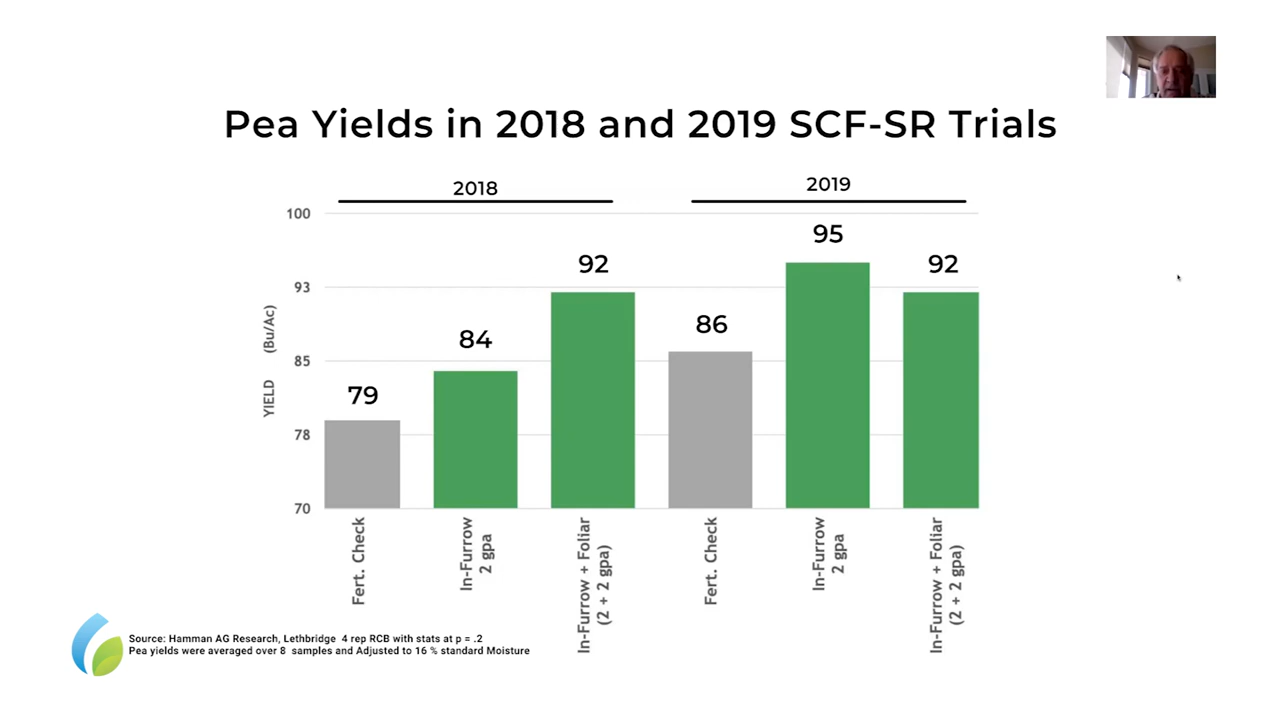 Pea Yields in 2018 and 2019 SCF-SR Trials
2018
2019
100
93
85
78
70
YIELD (Bu/Ac)
79
84
92
86
95
92
Fert. Check
In-Furrow
2 gpa
In-Furrow + Foliar
(2 + 2 gpa)
Fert. Check
In-Furrow
2 gpa
In-Furrow + Foliar
(2 + 2 gpa)
Source: Hamman AG Research, Lethbridge 4 rep RCB with stats at p = .2
Pea yields were averaged over 8 samples and Adjusted to 16 % standard Moisture